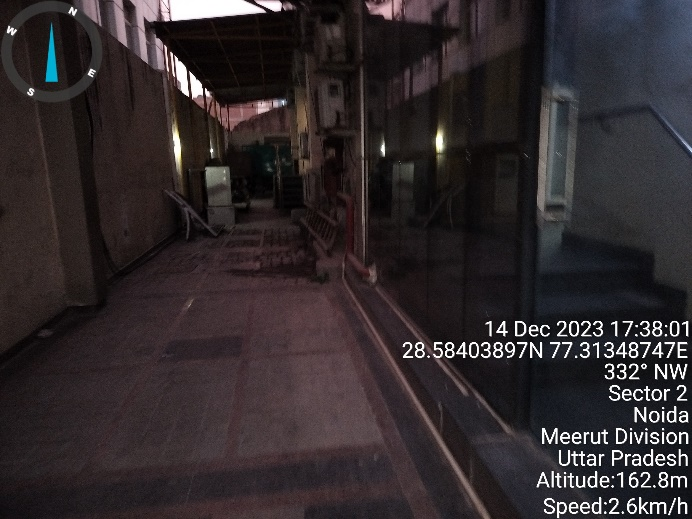 N
W
E
S
14 Dec 2023 17:38:01
28.58403897N 77.31348747E
332° NW
Sector 2
Noida
Meerut Division
Uttar Pradesh
Altitude:162.8m
Speed:2.6km/h